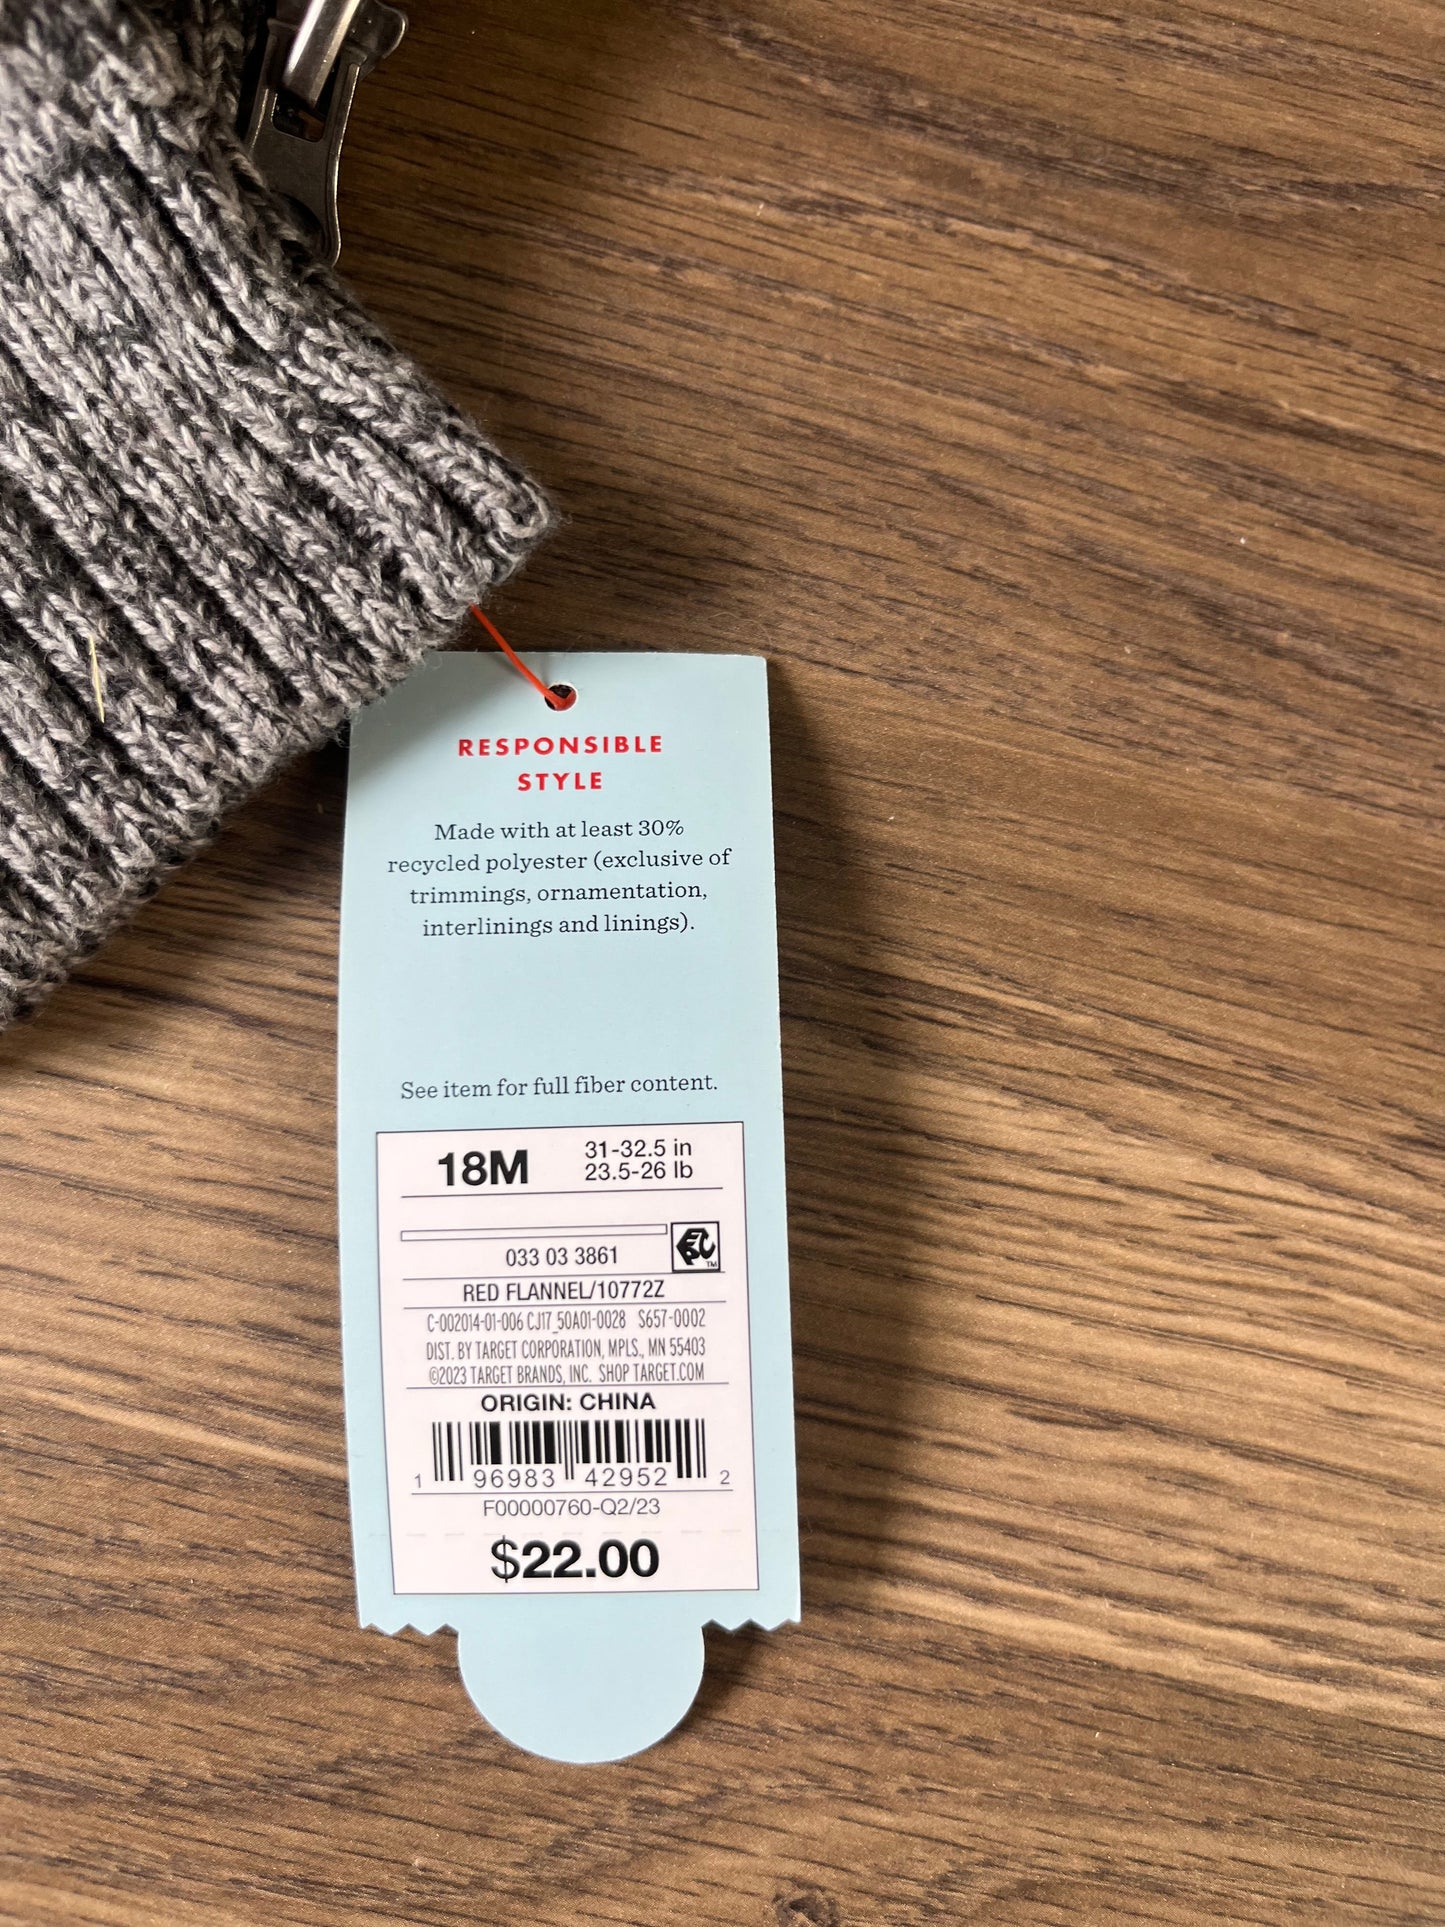 RESPONSIBLE
STYLE
Made with at least 30%
recycled polyester (exclusive of
trimmings, ornamentation,
interlinings and linings).
See item for full fiber content.
18M
31-32.5 in
23.5-26 lb
033 03 3861
EPC
TM
RED FLANNEL/10772Z
C-002014-01-006 CJ17_50A01-0028 S657-0002
DIST. BY TARGET CORPORATION, MPLS., MN 55403
©2023 TARGET BRANDS, INC. SHOP TARGET.COM
ORIGIN: CHINA
1 96983 42952 2
F00000760-Q2/23
$22.00